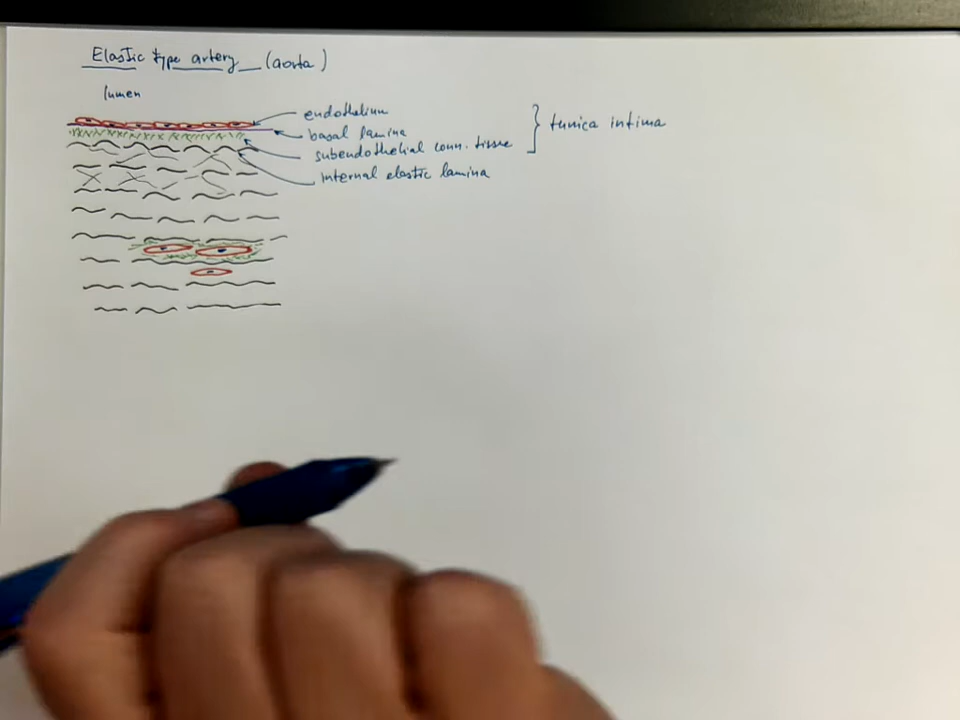 Elastic type artery (aorta)
lumen
endothelium
basal lamina
subendothelial conn. tissue
internal elastic lamina
tunica intima